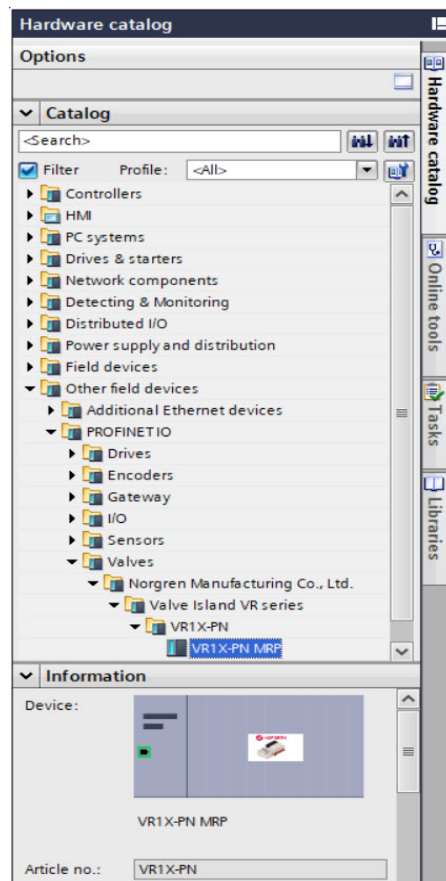 Hardware catalog
Options
Catalog
<Search>
Filter Profile: <All>
Controllers
HMI
PC systems
Drives & starters
Network components
Detecting & Monitoring
Distributed I/O
Power supply and distribution
Field devices
Other field devices
Additional Ethernet devices
PROFINET IO
Drives
Encoders
Gateway
I/O
Sensors
Valves
Norgren Manufacturing Co., Ltd.
Valve Island VR series
VR1X-PN
VR1X-PN MRP
Information
Device:
VR1X-PN MRP
Article no.: VR1X-PN
Hardware catalog
Online tools
Tasks
Libraries